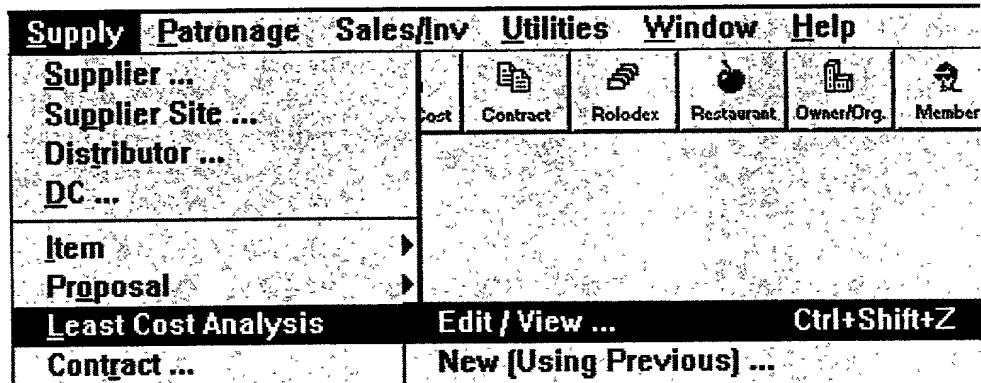 Supply Patronage Sales/Inv Utilities Window Help
Supplier ...
Supplier Site ...
Distributor ...
DC ...
Cost Contract Rolodex Restaurant Owner/Org. Member
Item
Proposal
Least Cost Analysis
Contract ...
Edit / View ... Ctrl+Shift+Z
New (Using Previous) ...